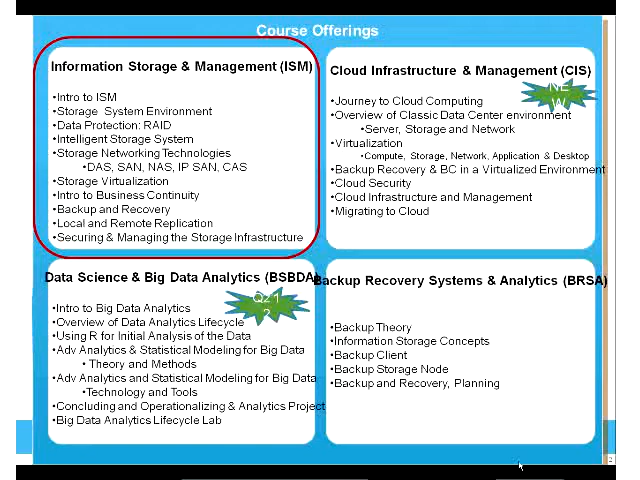 Course Offerings
Information Storage & Management (ISM)
•Intro to ISM
•Storage System Environment
•Data Protection: RAID
•Intelligent Storage System
•Storage Networking Technologies
•DAS, SAN, NAS, IP SAN, CAS
•Storage Virtualization
•Intro to Business Continuity
•Backup and Recovery
•Local and Remote Replication
•Securing & Managing the Storage Infrastructure
Cloud Infrastructure & Management (CIS)
NE
W
•Journey to Cloud Computing
•Overview of Classic Data Center environment
•Server, Storage and Network
•Virtualization
•Compute, Storage, Network, Application & Desktop
•Backup Recovery & BC in a Virtualized Environment
•Cloud Security
•Cloud Infrastructure and Management
•Migrating to Cloud
Data Science & Big Data Analytics (BSBDA)
Q2 1
2
•Intro to Big Data Analytics
•Overview of Data Analytics Lifecycle
•Using R for Initial Analysis of the Data
•Adv Analytics & Statistical Modeling for Big Data
• Theory and Methods
•Adv Analytics and Statistical Modeling for Big Data
•Technology and Tools
•Concluding and Operationalizing & Analytics Project
•Big Data Analytics Lifecycle Lab
Backup Recovery Systems & Analytics (BRSA)
•Backup Theory
•Information Storage Concepts
•Backup Client
•Backup Storage Node
•Backup and Recovery, Planning
2